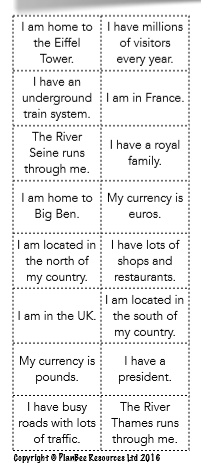 I am home to
the Eiffel
Tower.
I have millions
of visitors
every year.
I have an
underground
train system.
I am in France.
The River
Seine runs
through me.
I have a royal
family.
I am home to
Big Ben.
My currency is
euros.
I am located in
the north of
my country.
I have lots of
shops and
restaurants.
I am in the UK.
I am located in
the south of
my country.
My currency is
pounds.
I have a
president.
I have busy
roads with lots
of traffic.
The River
Thames runs
through me.
Copyright © PlanBee Resources Ltd 2016